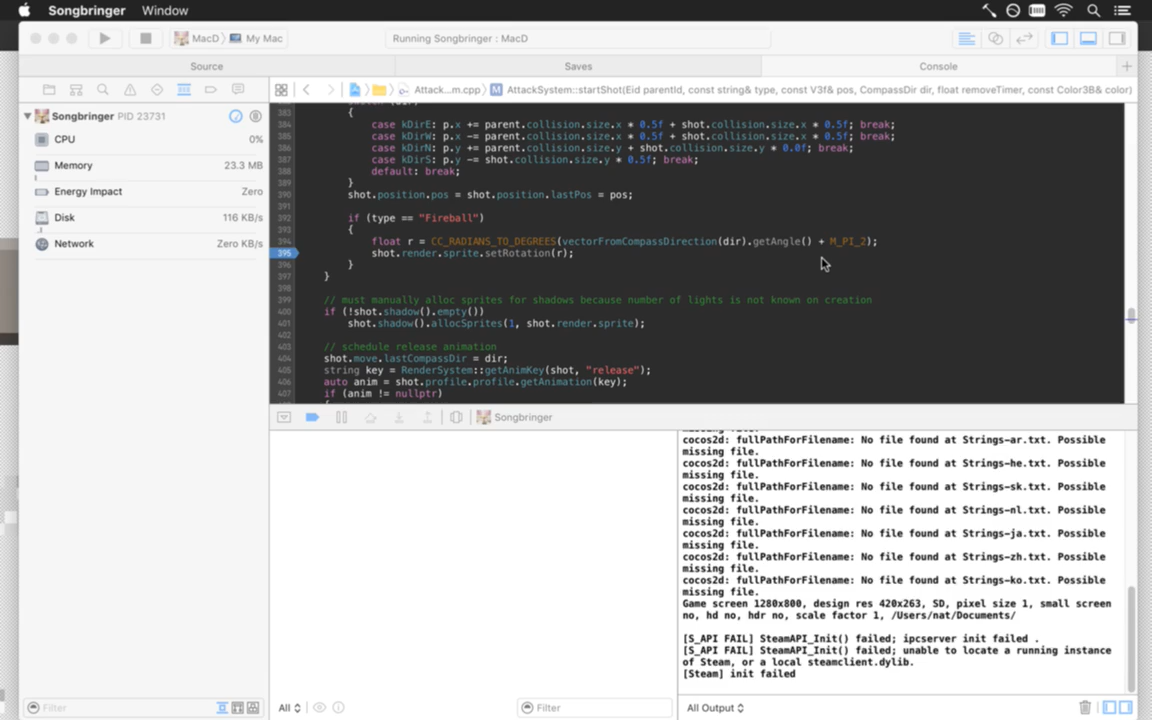 Songbringer Window
MacD 〉 My Mac
Running Songbringer : MacD
Source
Saves
Console
Attack...m.cpp 〉 M AttackSystem::startShot(Eid parentId, const string& type, const V3f& pos, CompassDir dir, float removeTimer, const Color3B& color)
Songbringer PID 23731
CPU 0%
Memory 23.3 MB
Energy Impact Zero
Disk 116 KB/s
Network Zero KB/s
Filter
383 {
384 case kDirE: p.x += parent.collision.size.x * 0.5f + shot.collision.size.x * 0.5f; break;
385 case kDirW: p.x -= parent.collision.size.x * 0.5f + shot.collision.size.x * 0.5f; break;
386 case kDirN: p.y += parent.collision.size.y + shot.collision.size.y * 0.0f; break;
387 case kDirS: p.y -= shot.collision.size.y * 0.5f; break;
388 default: break;
389 }
390 shot.position.pos = shot.position.lastPos = pos;
391
392 if (type == "Fireball")
393 {
394 float r = CC_RADIANS_TO_DEGREES(vectorFromCompassDirection(dir).getAngle() + M_PI_2);
395 shot.render.sprite.setRotation(r);
396 }
397 }
398
399 // must manually alloc sprites for shadows because number of lights is not known on creation
400 if (!shot.shadow().empty())
401 shot.shadow().allocSprites(1, shot.render.sprite);
402
403 // schedule release animation
404 shot.move.lastCompassDir = dir;
405 string key = RenderSystem::getAnimKey(shot, "release");
406 auto anim = shot.profile.profile.getAnimation(key);
407 if (anim != nullptr)
Songbringer
missing file.
cocos2d: fullPathForFilename: No file found at Strings-ar.txt. Possible
missing file.
cocos2d: fullPathForFilename: No file found at Strings-he.txt. Possible
missing file.
cocos2d: fullPathForFilename: No file found at Strings-sk.txt. Possible
missing file.
cocos2d: fullPathForFilename: No file found at Strings-nl.txt. Possible
missing file.
cocos2d: fullPathForFilename: No file found at Strings-ja.txt. Possible
missing file.
cocos2d: fullPathForFilename: No file found at Strings-zh.txt. Possible
missing file.
cocos2d: fullPathForFilename: No file found at Strings-ko.txt. Possible
missing file.
Game screen 1280x800, design res 420x263, SD, pixel size 1, small screen
no, hd no, hdr no, scale factor 1, /Users/nat/Documents/
[S_API FAIL] SteamAPI_Init() failed; ipcserver init failed .
[S_API FAIL] SteamAPI_Init() failed; unable to locate a running instance
of Steam, or a local steamclient.dylib.
[Steam] init failed
All
Filter
All Output